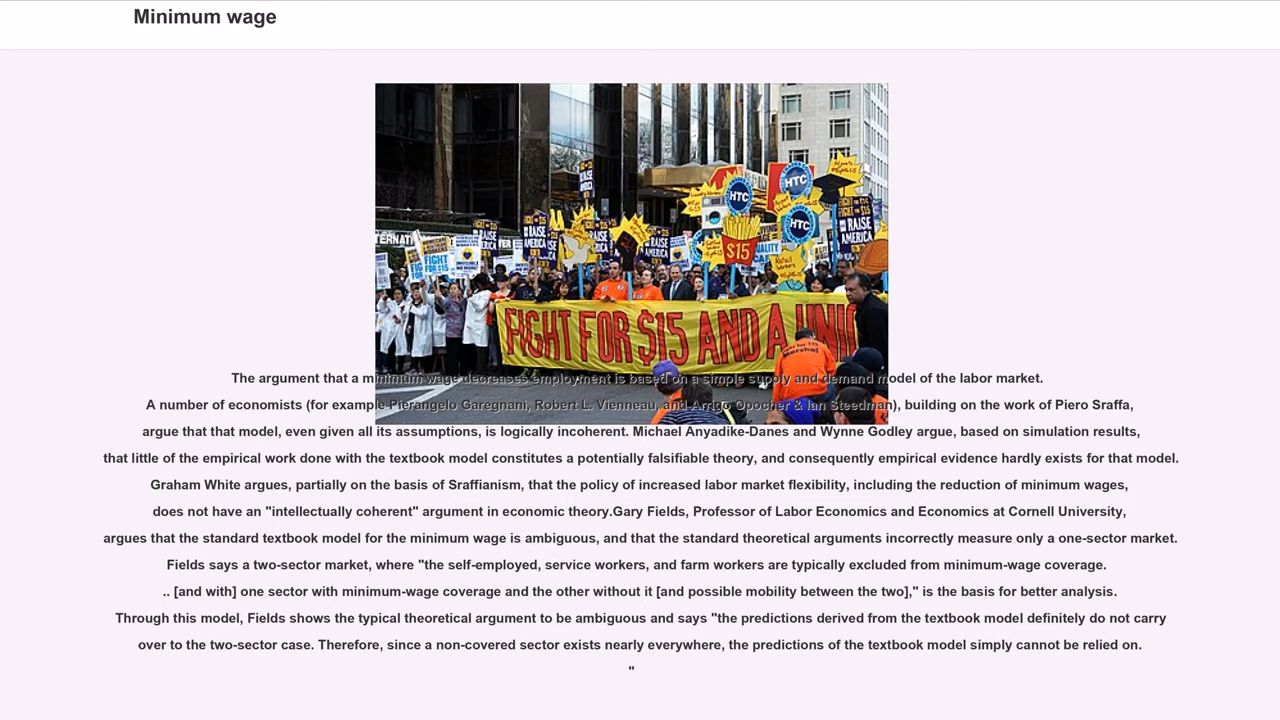 Minimum wage
HTC
HTC
HTC
RAISE
AMERICA
RAISE
AMERICA
$15
FIGHT
FOR $15
FIGHT FOR $15 AND A UNIO
The argument that a minimum wage decreases employment is based on a simple supply and demand model of the labor market.
A number of economists (for example Pierangelo Garegnani, Robert L. Vienneau, and Arrigo Opocher & Ian Steedman), building on the work of Piero Sraffa,
argue that that model, even given all its assumptions, is logically incoherent. Michael Anyadike-Danes and Wynne Godley argue, based on simulation results,
that little of the empirical work done with the textbook model constitutes a potentially falsifiable theory, and consequently empirical evidence hardly exists for that model.
Graham White argues, partially on the basis of Sraffianism, that the policy of increased labor market flexibility, including the reduction of minimum wages,
does not have an "intellectually coherent" argument in economic theory.Gary Fields, Professor of Labor Economics and Economics at Cornell University,
argues that the standard textbook model for the minimum wage is ambiguous, and that the standard theoretical arguments incorrectly measure only a one-sector market.
Fields says a two-sector market, where "the self-employed, service workers, and farm workers are typically excluded from minimum-wage coverage.
.. [and with] one sector with minimum-wage coverage and the other without it [and possible mobility between the two]," is the basis for better analysis.
Through this model, Fields shows the typical theoretical argument to be ambiguous and says "the predictions derived from the textbook model definitely do not carry
over to the two-sector case. Therefore, since a non-covered sector exists nearly everywhere, the predictions of the textbook model simply cannot be relied on.
"